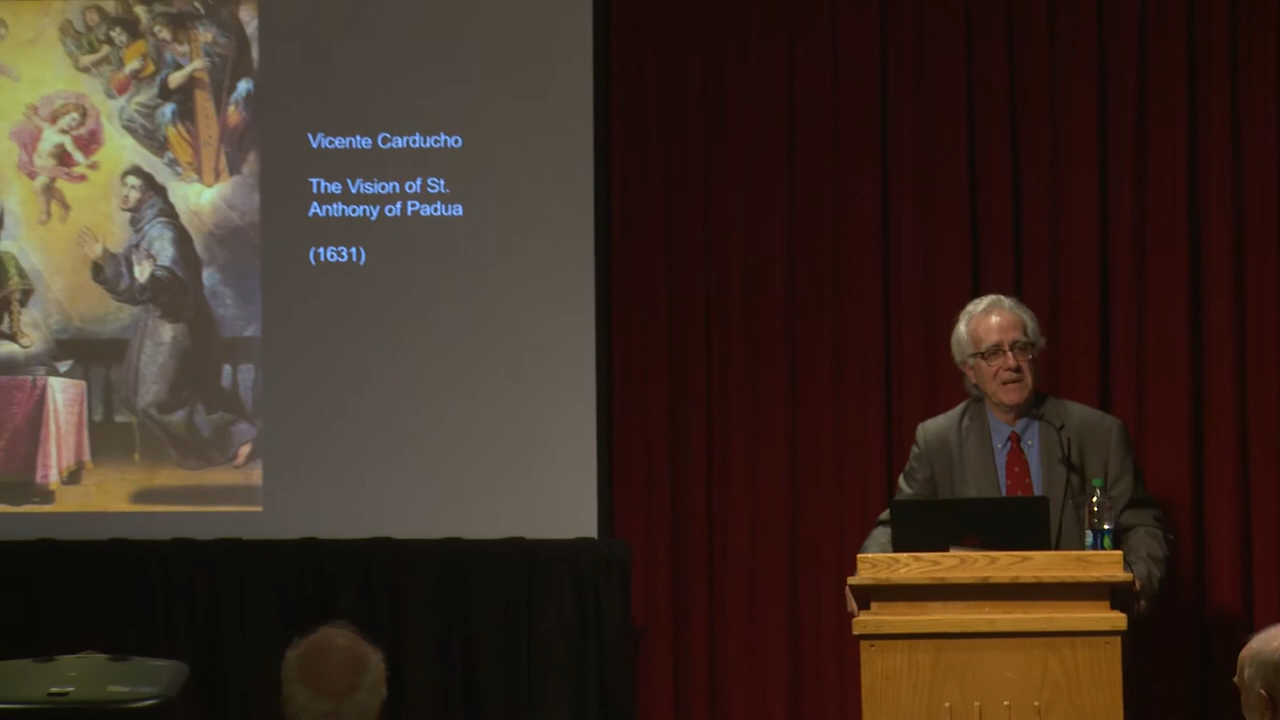 Vicente Carducho
The Vision of St.
Anthony of Padua
(1631)